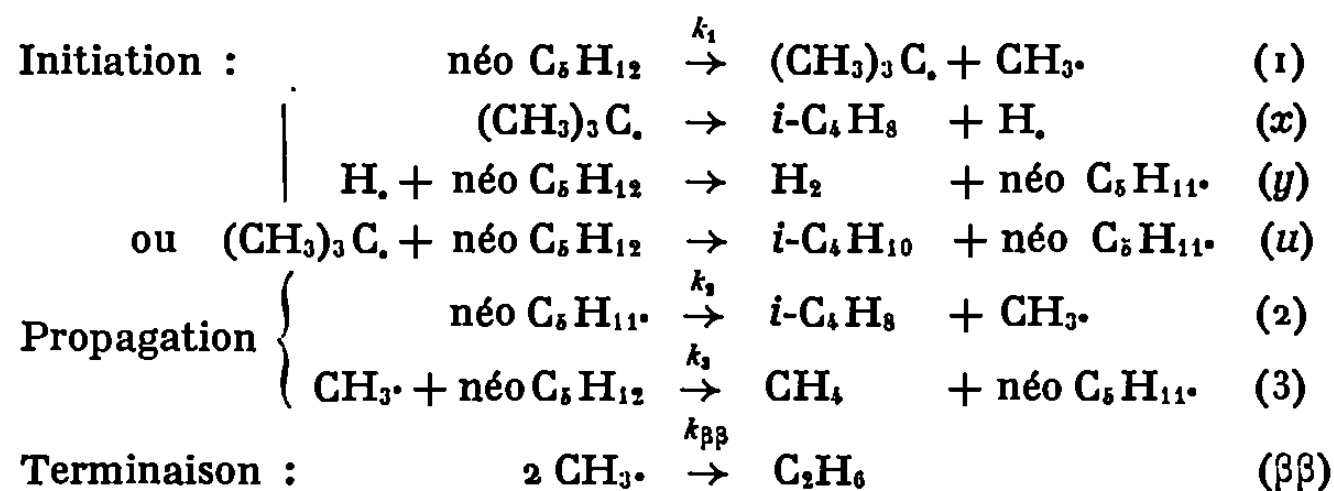 Initiation : néo C₅H₁₂ →(k₁) (CH₃)₃C. + CH₃• (1)
(CH₃)₃C. → i-C₄H₈ + H. (x)
H. + néo C₅H₁₂ → H₂ + néo C₅H₁₁• (y)
ou (CH₃)₃C. + néo C₅H₁₂ → i-C₄H₁₀ + néo C₅H₁₁• (u)
Propagation { néo C₅H₁₁• →(k₂) i-C₄H₈ + CH₃• (2)
CH₃• + néo C₅H₁₂ →(k₃) CH₄ + néo C₅H₁₁• (3)
Terminaison : 2 CH₃• →(kββ) C₂H₆ (ββ)